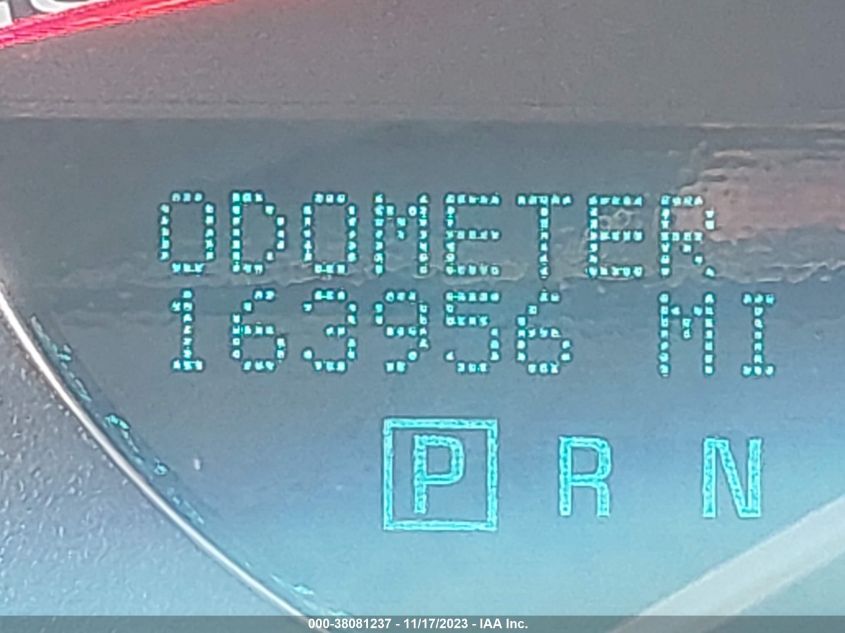 ODOMETER
163956 MI
P R N
000-38081237 - 11/17/2023 - IAA Inc.